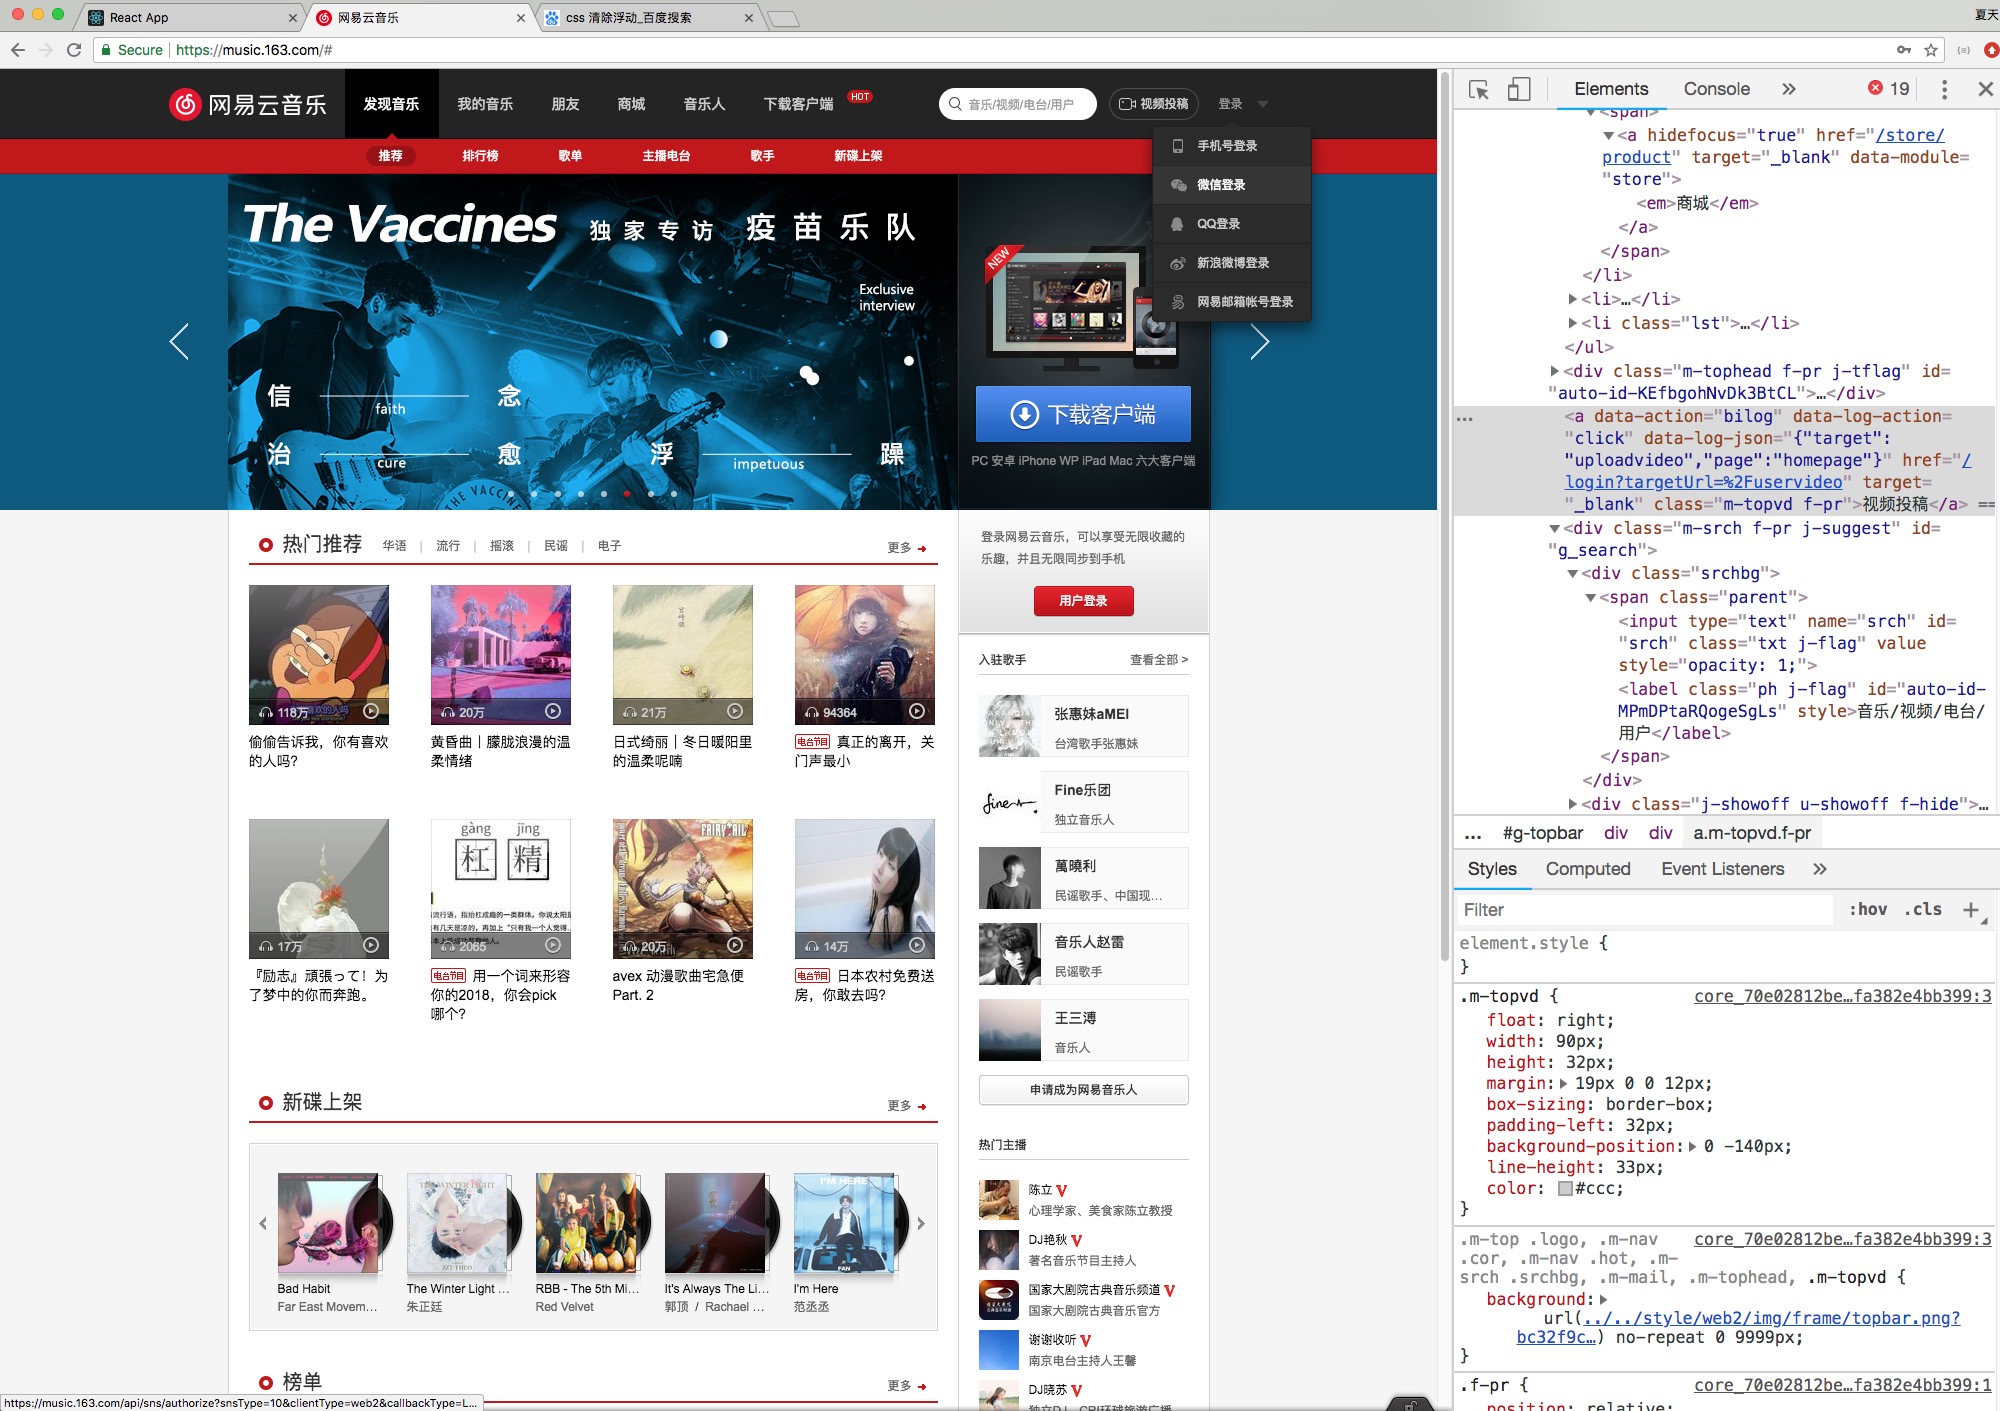 React App
网易云音乐
css 清除浮动_百度搜索
夏天
Secure
https://music.163.com/#
网易云音乐
发现音乐
我的音乐
朋友
商城
音乐人
下载客户端
HOT
音乐/视频/电台/用户
视频投稿
登录
推荐
排行榜
歌单
主播电台
歌手
新碟上架
手机号登录
微信登录
QQ登录
新浪微博登录
网易邮箱帐号登录
The Vaccines 独家专访 疫苗乐队
Exclusive
interview
信 faith 念
治 cure 愈 浮 impetuous 躁
THE VACCIN
NEW
下载客户端
PC 安卓 iPhone WP iPad Mac 六大客户端
热门推荐
华语 | 流行 | 摇滚 | 民谣 | 电子
更多
登录网易云音乐，可以享受无限收藏的
乐趣，并且无限同步到手机
用户登录
118万
20万
21万
94364
偷偷告诉我，你有喜欢
的人吗?
黄昏曲｜朦胧浪漫的温
柔情绪
日式绮丽｜冬日暖阳里
的温柔呢喃
电台节目 真正的离开，关
门声最小
gàng jīng
杠 精
FAIRY TAIL
17万
2065
20万
14万
『励志』頑張って！为
了梦中的你而奔跑。
电台节目 用一个词来形容
你的2018，你会pick
哪个?
avex 动漫歌曲宅急便
Part. 2
电台节目 日本农村免费送
房，你敢去吗?
入驻歌手
查看全部 >
张惠妹aMEI
台湾歌手张惠妹
fine
Fine乐团
独立音乐人
萬曉利
民谣歌手、中国现...
音乐人赵雷
民谣歌手
王三溥
音乐人
申请成为网易音乐人
新碟上架
更多
I'M HERE
FAN
Bad Habit
Far East Movem...
The Winter Light ...
朱正廷
RBB - The 5th Mi...
Red Velvet
It's Always The Li...
郭顶 / Rachael ...
I'm Here
范丞丞
热门主播
陈立
心理学家、美食家陈立教授
DJ艳秋
著名音乐节目主持人
国家大剧院古典音乐频道
国家大剧院古典音乐官方
谢谢收听
南京电台主持人王馨
DJ晓苏
独立DJ，CRI环球旅游广播
榜单
更多
https://music.163.com/api/sns/authorize?snsType=10&clientType=web2&callbackType=L...
Elements
Console
»
19
<span>
<a hidefocus="true" href="/store/
product" target="_blank" data-module=
"store">
<em>商城</em>
</a>
</span>
</li>
<li>…</li>
<li class="lst">…</li>
</ul>
<div class="m-tophead f-pr j-tflag" id=
"auto-id-KEfbgohNvDk3BtCL">…</div>
<a data-action="bilog" data-log-action=
"click" data-log-json="{"target":
"uploadvideo","page":"homepage"}" href="/
login?targetUrl=%2Fuservideo" target=
"_blank" class="m-topvd f-pr">视频投稿</a> ==
<div class="m-srch f-pr j-suggest" id=
"g_search">
<div class="srchbg">
<span class="parent">
<input type="text" name="srch" id=
"srch" class="txt j-flag" value
style="opacity: 1;">
<label class="ph j-flag" id="auto-id-
MPmDPtaRQogeSgLs" style>音乐/视频/电台/
用户</label>
</span>
</div>
<div class="j-showoff u-showoff f-hide">…
... #g-topbar div div a.m-topvd.f-pr
Styles Computed Event Listeners »
Filter :hov .cls +
element.style {
}
.m-topvd { core_70e02812be…fa382e4bb399:3
float: right;
width: 90px;
height: 32px;
margin: 19px 0 0 12px;
box-sizing: border-box;
padding-left: 32px;
background-position: 0 -140px;
line-height: 33px;
color: #ccc;
}
.m-top .logo, .m-nav core_70e02812be…fa382e4bb399:3
.cor, .m-nav .hot, .m-
srch .srchbg, .m-mail, .m-tophead, .m-topvd {
background:
url(../../style/web2/img/frame/topbar.png?
bc32f9c…) no-repeat 0 9999px;
}
.f-pr { core_70e02812be…fa382e4bb399:1
position: relative;